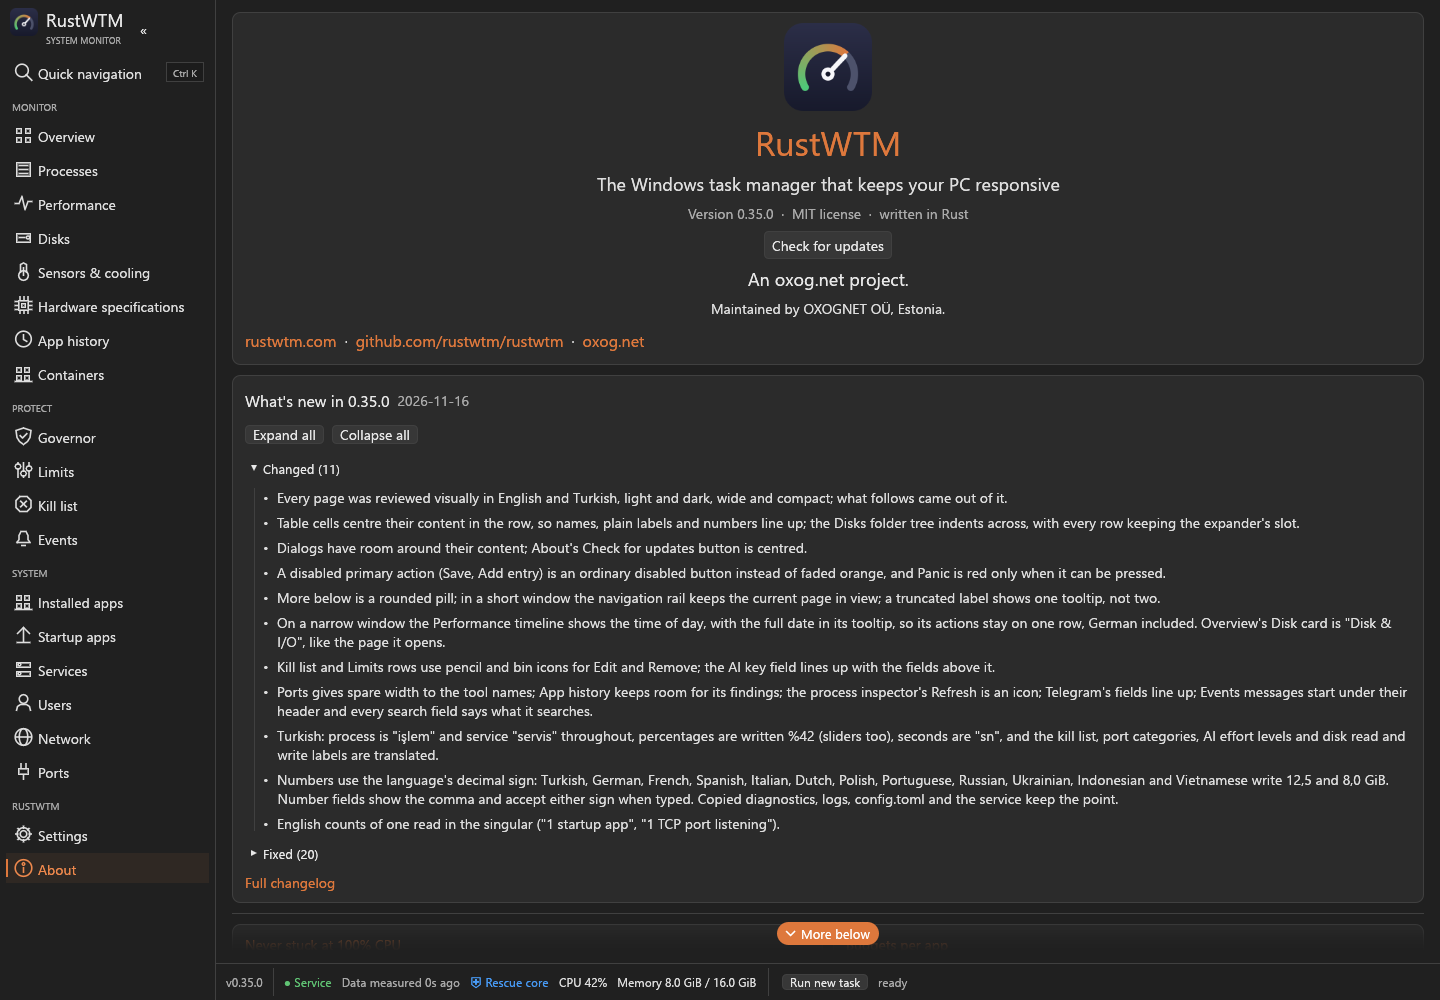 RustWTM
SYSTEM MONITOR
«
Quick navigation
Ctrl K
MONITOR
Overview
Processes
Performance
Disks
Sensors & cooling
Hardware specifications
App history
Containers
PROTECT
Governor
Limits
Kill list
Events
SYSTEM
Installed apps
Startup apps
Services
Users
Network
Ports
RUSTWTM
Settings
About
RustWTM
The Windows task manager that keeps your PC responsive
Version 0.35.0 · MIT license · written in Rust
Check for updates
An oxog.net project.
Maintained by OXOGNET OÜ, Estonia.
rustwtm.com · github.com/rustwtm/rustwtm · oxog.net
What's new in 0.35.0 2026-11-16
Expand all Collapse all
Changed (11)
• Every page was reviewed visually in English and Turkish, light and dark, wide and compact; what follows came out of it.
• Table cells centre their content in the row, so names, plain labels and numbers line up; the Disks folder tree indents across, with every row keeping the expander's slot.
• Dialogs have room around their content; About's Check for updates button is centred.
• A disabled primary action (Save, Add entry) is an ordinary disabled button instead of faded orange, and Panic is red only when it can be pressed.
• More below is a rounded pill; in a short window the navigation rail keeps the current page in view; a truncated label shows one tooltip, not two.
• On a narrow window the Performance timeline shows the time of day, with the full date in its tooltip, so its actions stay on one row, German included. Overview's Disk card is "Disk &
I/O", like the page it opens.
• Kill list and Limits rows use pencil and bin icons for Edit and Remove; the AI key field lines up with the fields above it.
• Ports gives spare width to the tool names; App history keeps room for its findings; the process inspector's Refresh is an icon; Telegram's fields line up; Events messages start under their
header and every search field says what it searches.
• Turkish: process is "işlem" and service "servis" throughout, percentages are written %42 (sliders too), seconds are "sn", and the kill list, port categories, AI effort levels and disk read and
write labels are translated.
• Numbers use the language's decimal sign: Turkish, German, French, Spanish, Italian, Dutch, Polish, Portuguese, Russian, Ukrainian, Indonesian and Vietnamese write 12,5 and 8,0 GiB.
Number fields show the comma and accept either sign when typed. Copied diagnostics, logs, config.toml and the service keep the point.
• English counts of one read in the singular ("1 startup app", "1 TCP port listening").
Fixed (20)
Full changelog
Never stuck at 100% CPU
More below
v0.35.0 ● Service Data measured 0s ago Rescue core CPU 42% Memory 8.0 GiB / 16.0 GiB Run new task ready